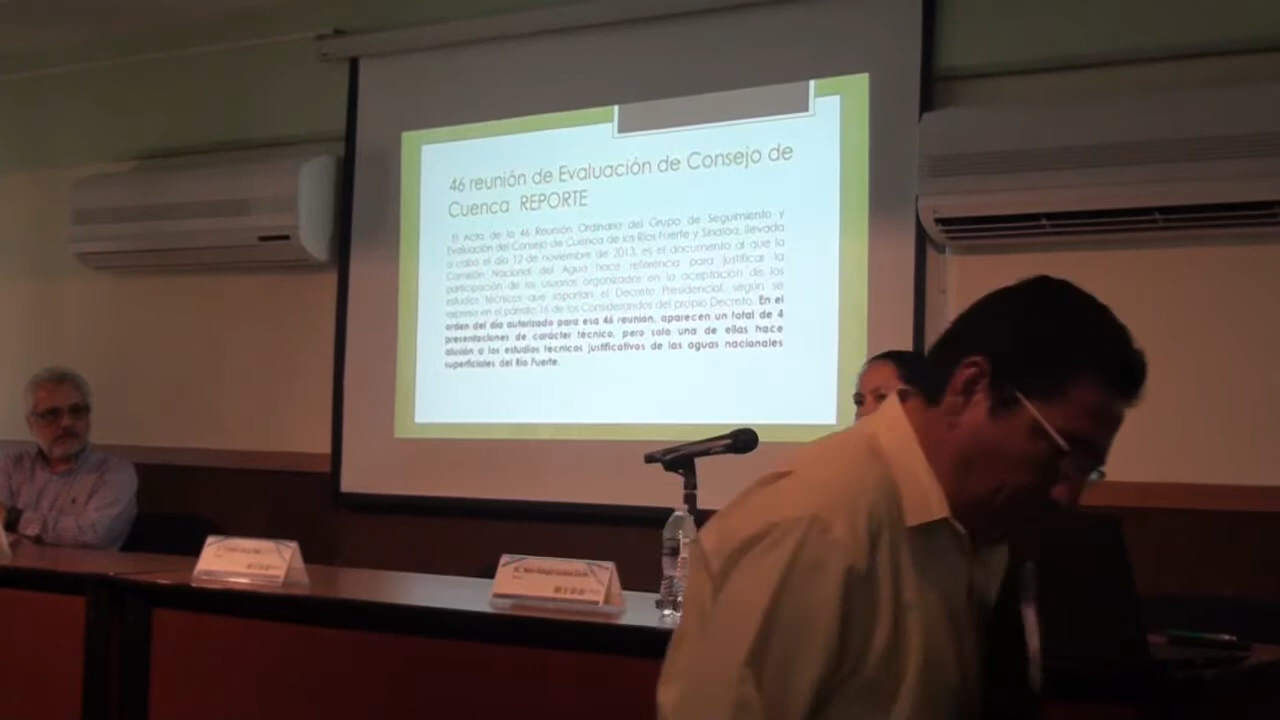 46 reunión de Evaluación de Consejo de
Cuenca REPORTE
El Acta de la 46 Reunión Ordinaria del Grupo de Seguimiento y
Evaluación del Consejo de Cuenca de los Ríos Fuerte y Sinaloa, llevada
a cabo el día 12 de noviembre de 2013, es el documento al que la
Comisión Nacional del Agua hace referencia para justificar la
participación de los usuarios organizados en la aceptación de los
estudios técnicos que soportan el Decreto Presidencial, según se
expresa en el párrafo 16 de los Considerandos del propio Decreto. En el
orden del día autorizado para esa 46 reunión, aparecen un total de 4
presentaciones de carácter técnico, pero solo una de ellas hace
alusión a los estudios técnicos justificativos de las aguas nacionales
superficiales del Río Fuerte.